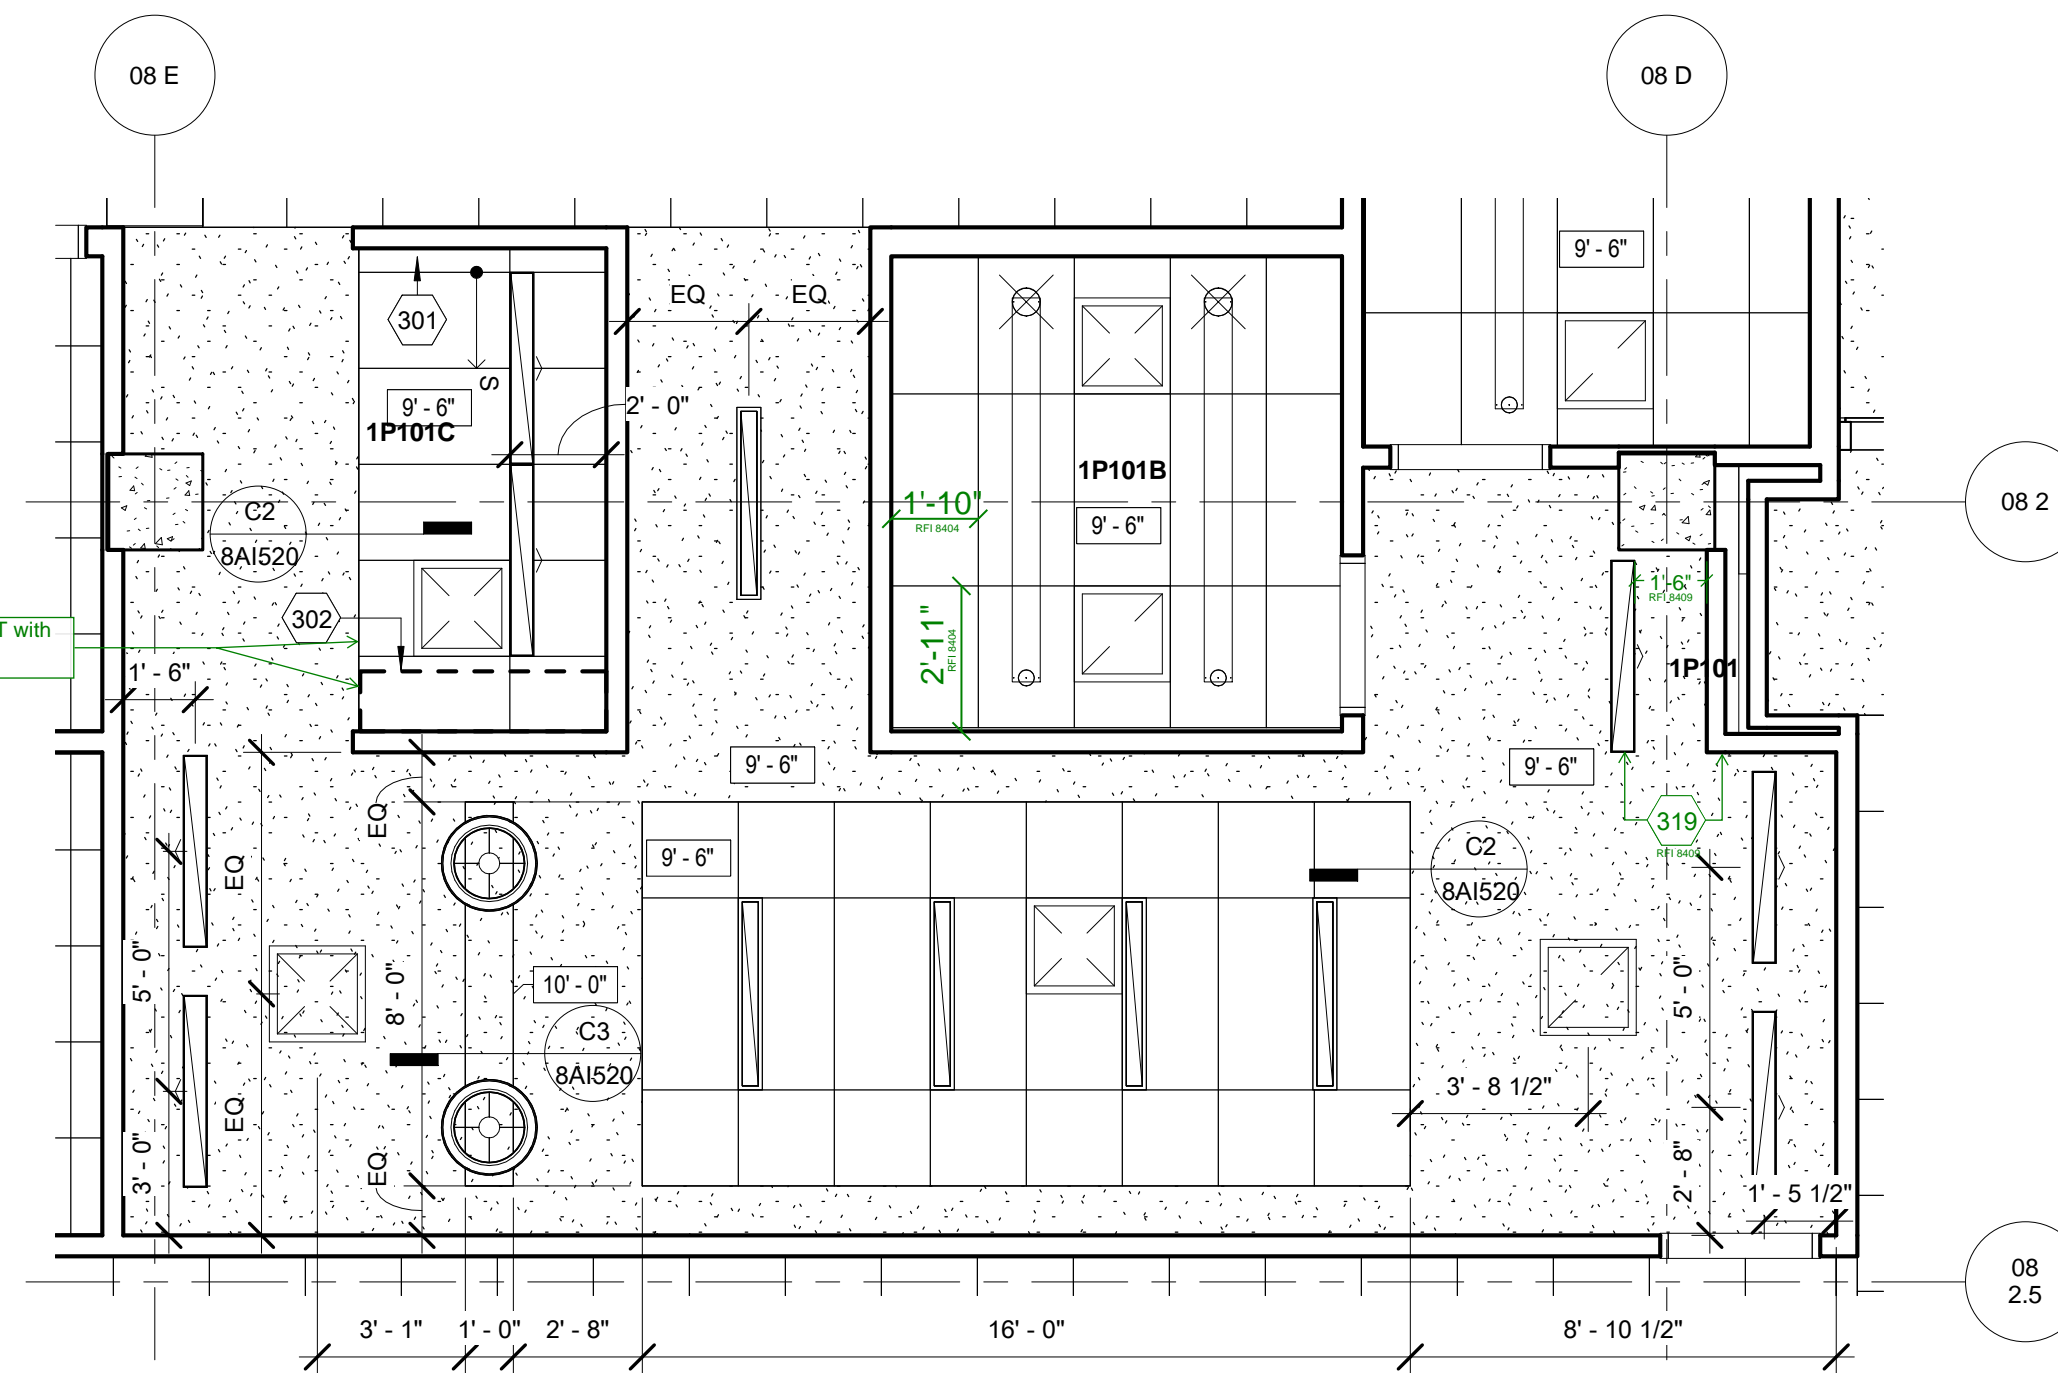 08 E
08 D
9' - 6"
301
EQ
EQ
S
9' - 6"
1P101C
2' - 0"
1P101B
1'-10"
RFI 8404
9' - 6"
08 2
C2
8AI520
302
T with
1' - 6"
2'-11"
RFI 8404
1'-6"
RFI 8409
1P101
9' - 6"
9' - 6"
319
RFI 8409
EQ
EQ
9' - 6"
C2
8AI520
5' - 0"
8' - 0"
10' - 0"
C3
8AI520
5' - 0"
3' - 8 1/2"
EQ
3' - 0"
EQ
2' - 8"
1' - 5 1/2"
08
2.5
3' - 1"
1' - 0"
2' - 8"
16' - 0"
8' - 10 1/2"